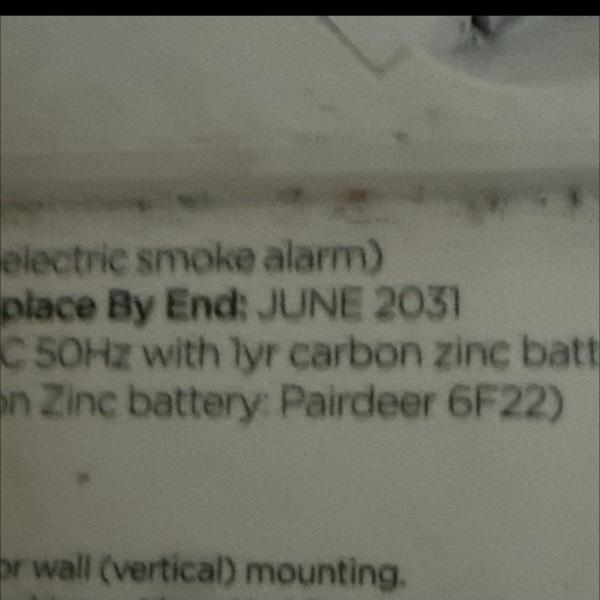 electric smoke alarm)
place By End: JUNE 2031
C 50Hz with 1yr carbon zinc batt
on Zinc battery: Pairdeer 6F22)
or wall (vertical) mounting.